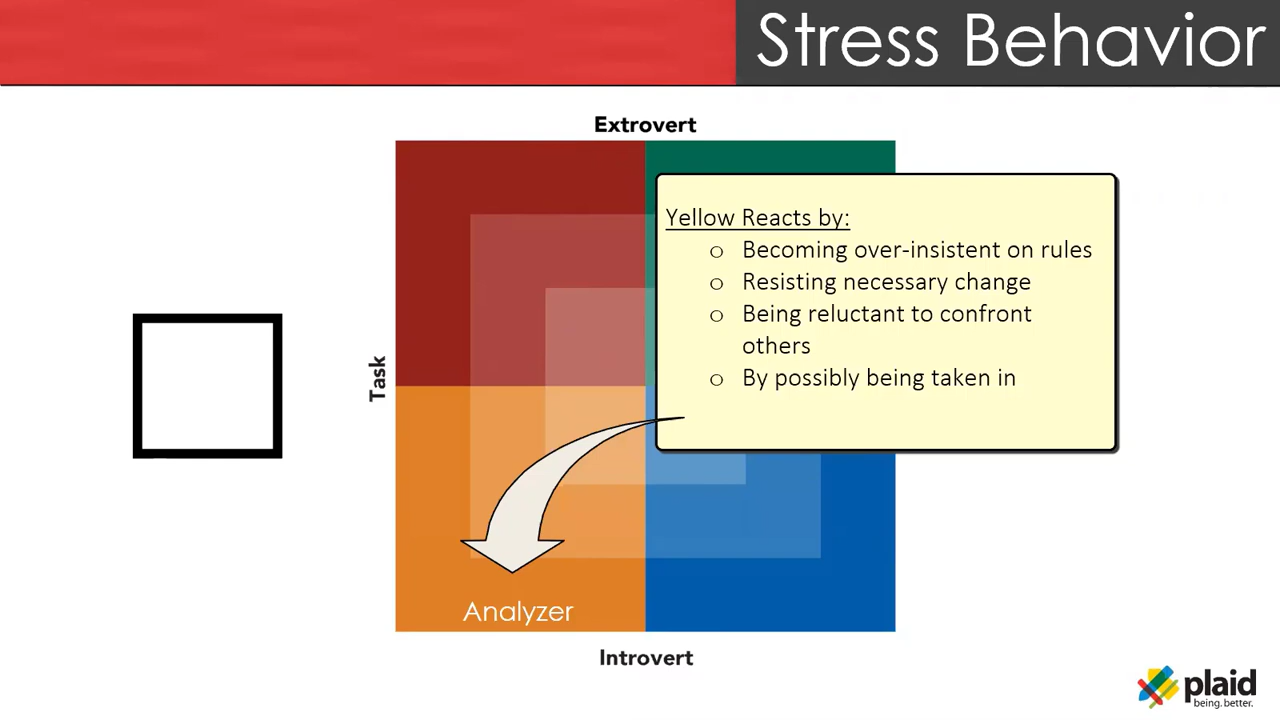 Stress Behavior
Extrovert
Yellow Reacts by:
o Becoming over-insistent on rules
o Resisting necessary change
o Being reluctant to confront
others
o By possibly being taken in
Task
Analyzer
Introvert
plaid
being. better.